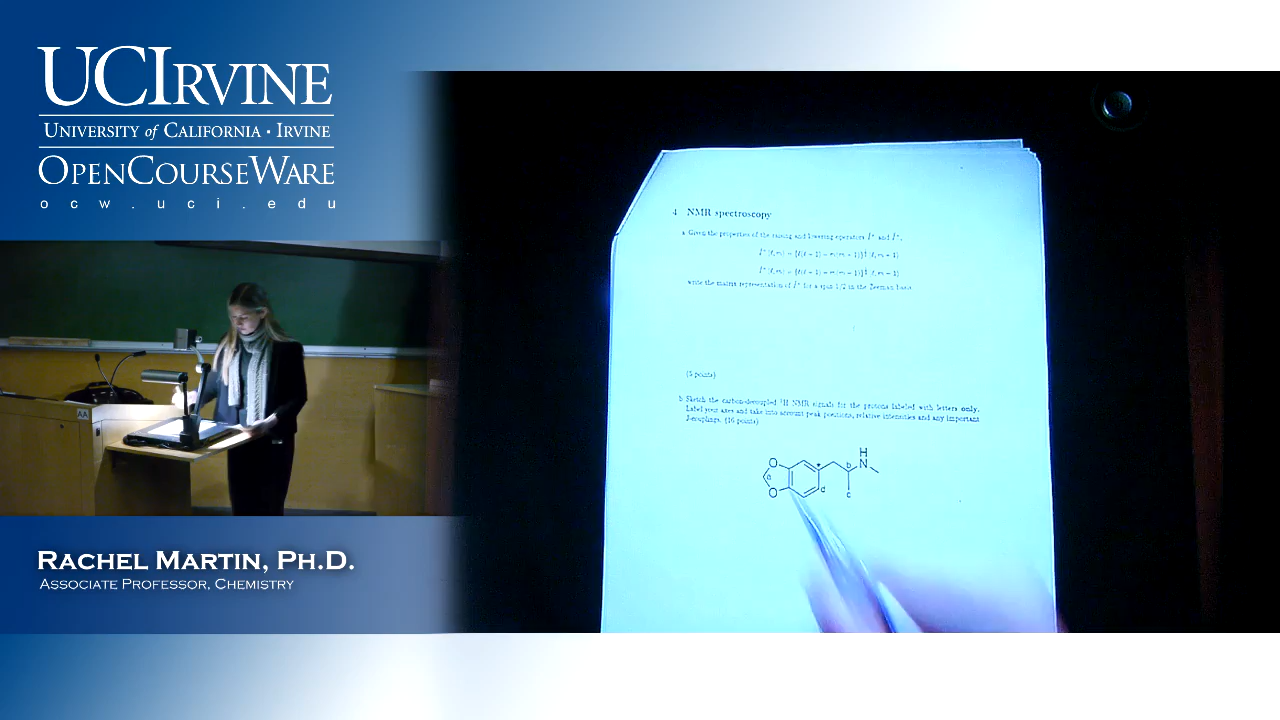 UCIRVINE
UNIVERSITY of CALIFORNIA · IRVINE
OPENCOURSEWARE
ocw.uci.edu
AA
RACHEL MARTIN, PH.D.
ASSOCIATE PROFESSOR, CHEMISTRY
4 NMR spectroscopy
a Given the properties of the raising and lowering operators
write the matrix representation of for a spin 1/2 in the Zeeman basis
(5 points)
b Sketch the carbon-decoupled ¹H NMR signals for the protons labeled with letters only.
Label your axes and take into account peak positions, relative intensities and any important
J-couplings. (16 points)
H
O a O d b N c